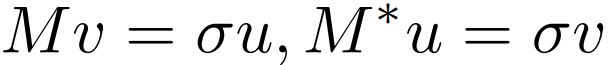 Mv = σu, M*u = σv